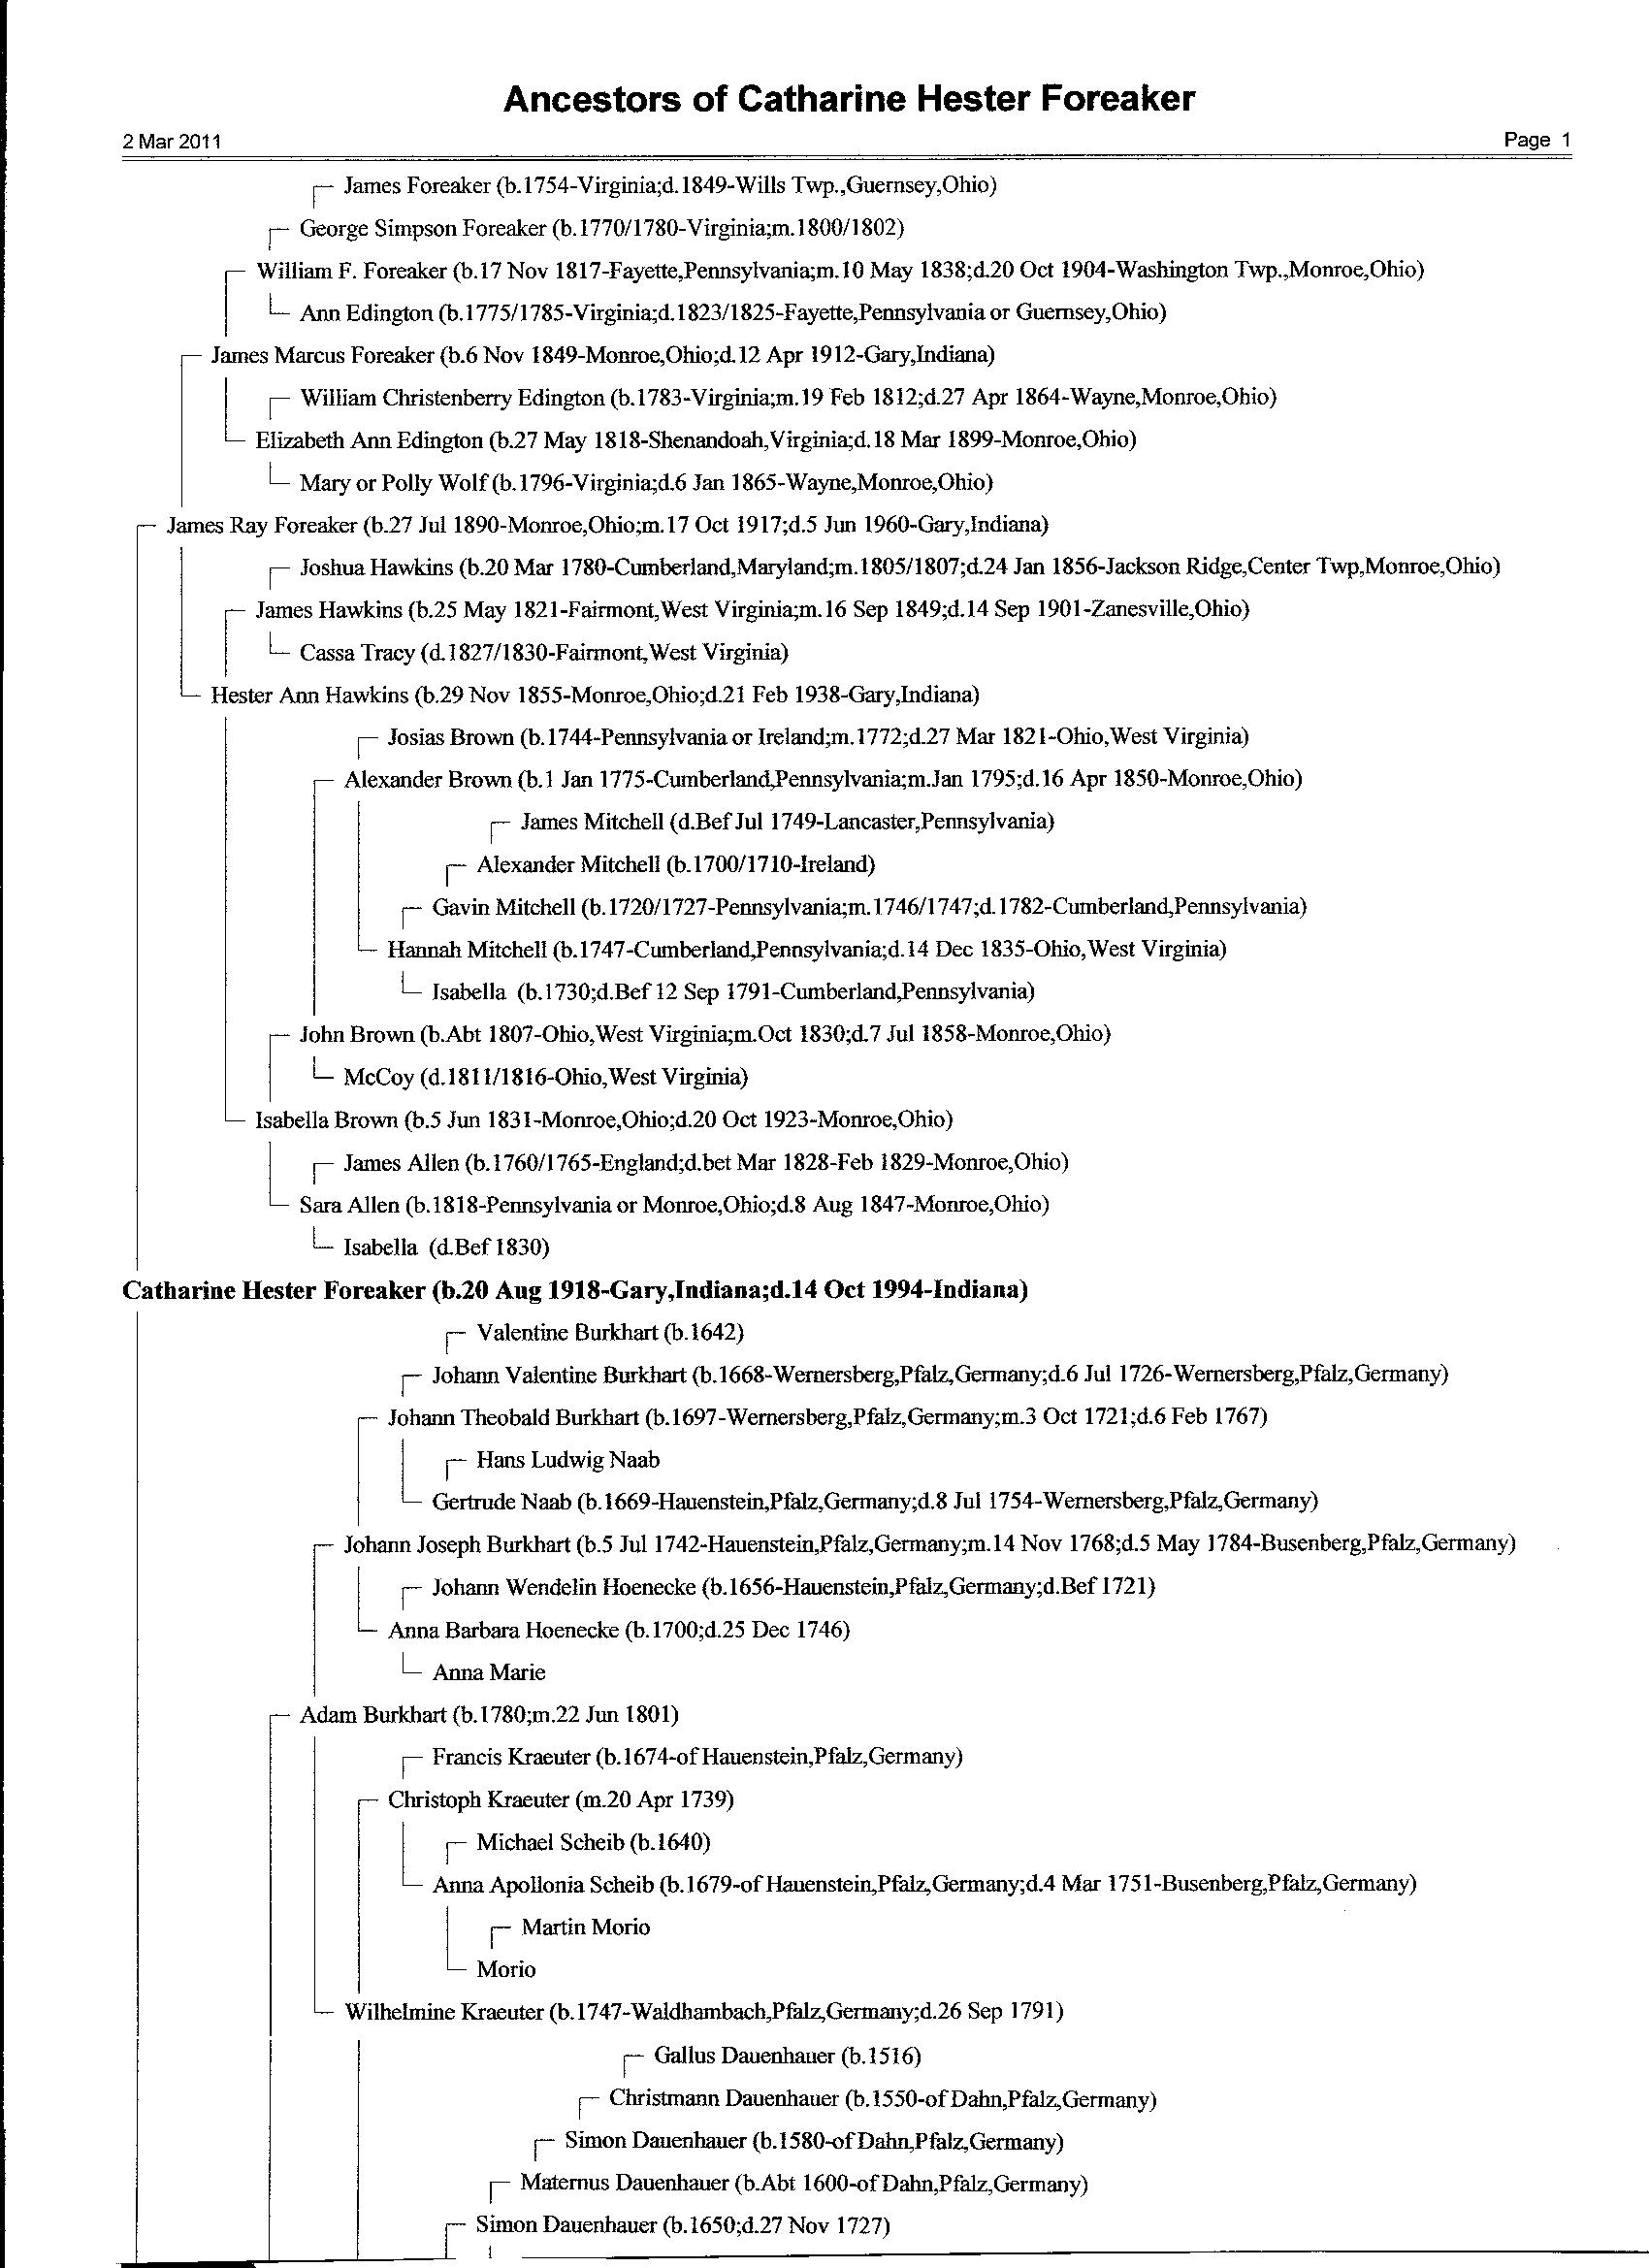 Ancestors of Catharine Hester Foreaker
2 Mar 2011 Page 1
James Foreaker (b.1754-Virginia;d.1849-Wills Twp.,Guernsey,Ohio)
George Simpson Foreaker (b.1770/1780-Virginia;m.1800/1802)
William F. Foreaker (b.17 Nov 1817-Fayette,Pennsylvania;m.10 May 1838;d.20 Oct 1904-Washington Twp.,Monroe,Ohio)
Ann Edington (b.1775/1785-Virginia;d.1823/1825-Fayette,Pennsylvania or Guernsey,Ohio)
James Marcus Foreaker (b.6 Nov 1849-Monroe,Ohio;d.12 Apr 1912-Gary,Indiana)
William Christenberry Edington (b.1783-Virginia;m.19 Feb 1812;d.27 Apr 1864-Wayne,Monroe,Ohio)
Elizabeth Ann Edington (b.27 May 1818-Shenandoah,Virginia;d.18 Mar 1899-Monroe,Ohio)
Mary or Polly Wolf (b.1796-Virginia;d.6 Jan 1865-Wayne,Monroe,Ohio)
James Ray Foreaker (b.27 Jul 1890-Monroe,Ohio;m.17 Oct 1917;d.5 Jun 1960-Gary,Indiana)
Joshua Hawkins (b.20 Mar 1780-Cumberland,Maryland;m.1805/1807;d.24 Jan 1856-Jackson Ridge,Center Twp,Monroe,Ohio)
James Hawkins (b.25 May 1821-Fairmont,West Virginia;m.16 Sep 1849;d.14 Sep 1901-Zanesville,Ohio)
Cassa Tracy (d.1827/1830-Fairmont,West Virginia)
Hester Ann Hawkins (b.29 Nov 1855-Monroe,Ohio;d.21 Feb 1938-Gary,Indiana)
Josias Brown (b.1744-Pennsylvania or Ireland;m.1772;d.27 Mar 1821-Ohio,West Virginia)
Alexander Brown (b.1 Jan 1775-Cumberland,Pennsylvania;m.Jan 1795;d.16 Apr 1850-Monroe,Ohio)
James Mitchell (d.Bef Jul 1749-Lancaster,Pennsylvania)
Alexander Mitchell (b.1700/1710-Ireland)
Gavin Mitchell (b.1720/1727-Pennsylvania;m.1746/1747;d.1782-Cumberland,Pennsylvania)
Hannah Mitchell (b.1747-Cumberland,Pennsylvania;d.14 Dec 1835-Ohio,West Virginia)
Isabella (b.1730;d.Bef 12 Sep 1791-Cumberland,Pennsylvania)
John Brown (b.Abt 1807-Ohio,West Virginia;m.Oct 1830;d.7 Jul 1858-Monroe,Ohio)
McCoy (d.1811/1816-Ohio,West Virginia)
Isabella Brown (b.5 Jun 1831-Monroe,Ohio;d.20 Oct 1923-Monroe,Ohio)
James Allen (b.1760/1765-England;d.bet Mar 1828-Feb 1829-Monroe,Ohio)
Sara Allen (b.1818-Pennsylvania or Monroe,Ohio;d.8 Aug 1847-Monroe,Ohio)
Isabella (d.Bef 1830)
Catharine Hester Foreaker (b.20 Aug 1918-Gary,Indiana;d.14 Oct 1994-Indiana)
Valentine Burkhart (b.1642)
Johann Valentine Burkhart (b.1668-Wernersberg,Pfalz,Germany;d.6 Jul 1726-Wernersberg,Pfalz,Germany)
Johann Theobald Burkhart (b.1697-Wernersberg,Pfalz,Germany;m.3 Oct 1721;d.6 Feb 1767)
Hans Ludwig Naab
Gertrude Naab (b.1669-Hauenstein,Pfalz,Germany;d.8 Jul 1754-Wernersberg,Pfalz,Germany)
Johann Joseph Burkhart (b.5 Jul 1742-Hauenstein,Pfalz,Germany;m.14 Nov 1768;d.5 May 1784-Busenberg,Pfalz,Germany)
Johann Wendelin Hoenecke (b.1656-Hauenstein,Pfalz,Germany;d.Bef 1721)
Anna Barbara Hoenecke (b.1700;d.25 Dec 1746)
Anna Marie
Adam Burkhart (b.1780;m.22 Jun 1801)
Francis Kraeuter (b.1674-of Hauenstein,Pfalz,Germany)
Christoph Kraeuter (m.20 Apr 1739)
Michael Scheib (b.1640)
Anna Apollonia Scheib (b.1679-of Hauenstein,Pfalz,Germany;d.4 Mar 1751-Busenberg,Pfalz,Germany)
Martin Morio
Morio
Wilhelmine Kraeuter (b.1747-Waldhambach,Pfalz,Germany;d.26 Sep 1791)
Gallus Dauenhauer (b.1516)
Christmann Dauenhauer (b.1550-of Dahn,Pfalz,Germany)
Simon Dauenhauer (b.1580-of Dahn,Pfalz,Germany)
Maternus Dauenhauer (b.Abt 1600-of Dahn,Pfalz,Germany)
Simon Dauenhauer (b.1650;d.27 Nov 1727)